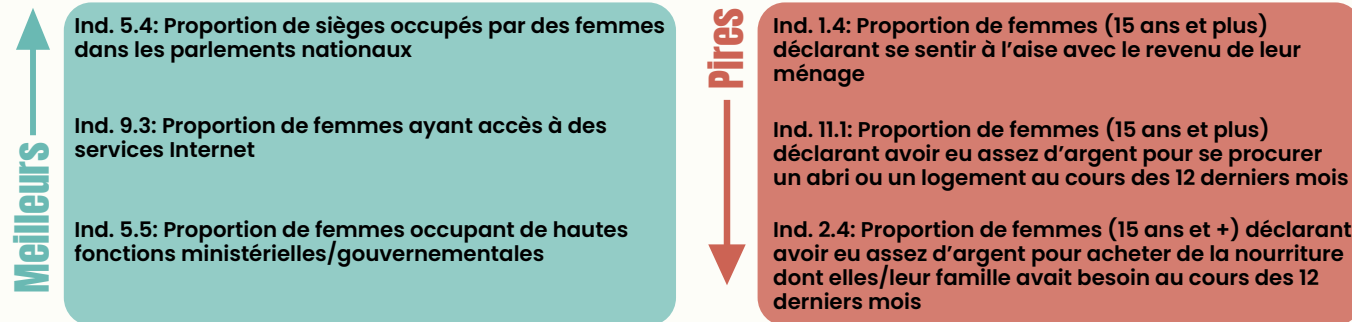 Meilleurs
Ind. 5.4: Proportion de sièges occupés par des femmes
dans les parlements nationaux
Ind. 9.3: Proportion de femmes ayant accès à des
services Internet
Ind. 5.5: Proportion de femmes occupant de hautes
fonctions ministérielles/gouvernementales
Pires
Ind. 1.4: Proportion de femmes (15 ans et plus)
déclarant se sentir à l’aise avec le revenu de leur
ménage
Ind. 11.1: Proportion de femmes (15 ans et plus)
déclarant avoir eu assez d’argent pour se procurer
un abri ou un logement au cours des 12 derniers mois
Ind. 2.4: Proportion de femmes (15 ans et +) déclarant
avoir eu assez d’argent pour acheter de la nourriture
dont elles/leur famille avait besoin au cours des 12
derniers mois